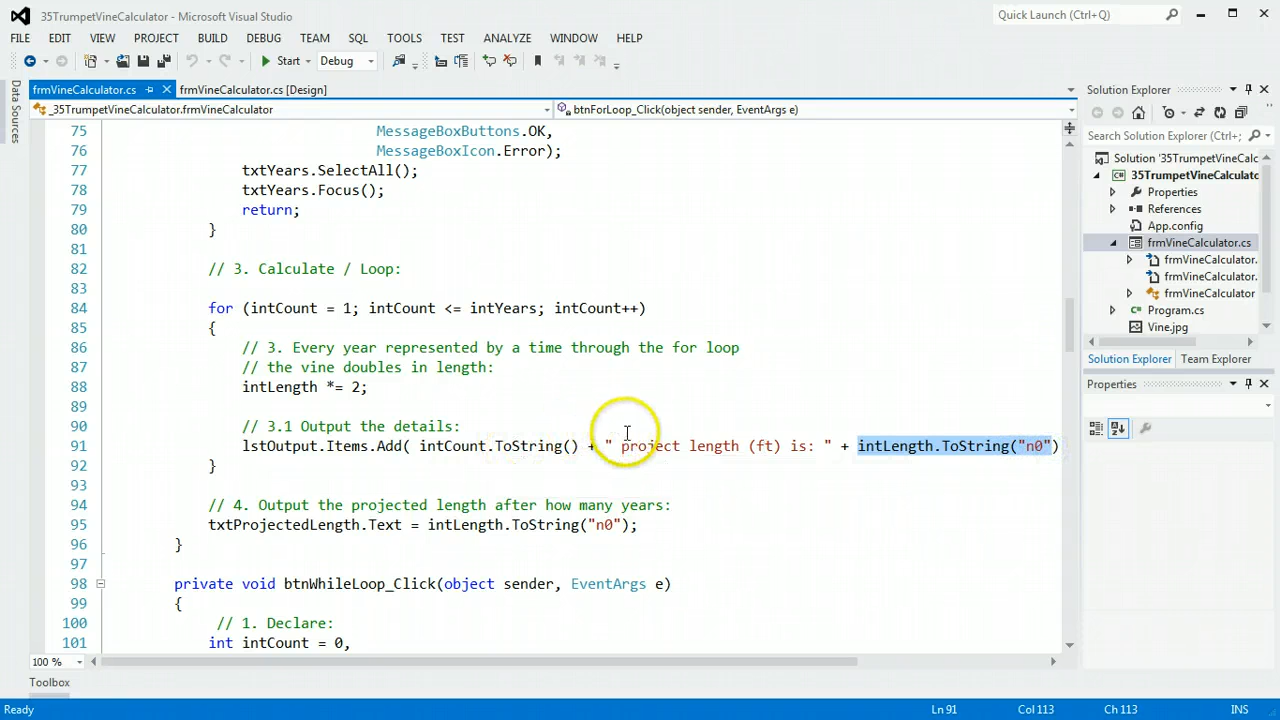 35TrumpetVineCalculator - Microsoft Visual Studio
Quick Launch (Ctrl+Q)
FILE EDIT VIEW PROJECT BUILD DEBUG TEAM SQL TOOLS TEST ANALYZE WINDOW HELP
Start Debug
Data Sources
frmVineCalculator.cs frmVineCalculator.cs [Design]
_35TrumpetVineCalculator.frmVineCalculator btnForLoop_Click(object sender, EventArgs e)
75 MessageBoxButtons.OK,
76 MessageBoxIcon.Error);
77 txtYears.SelectAll();
78 txtYears.Focus();
79 return;
80 }
81
82 // 3. Calculate / Loop:
83
84 for (intCount = 1; intCount <= intYears; intCount++)
85 {
86 // 3. Every year represented by a time through the for loop
87 // the vine doubles in length:
88 intLength *= 2;
89
90 // 3.1 Output the details:
91 lstOutput.Items.Add( intCount.ToString() + " project length (ft) is: " + intLength.ToString("n0")
92 }
93
94 // 4. Output the projected length after how many years:
95 txtProjectedLength.Text = intLength.ToString("n0");
96 }
97
98 private void btnWhileLoop_Click(object sender, EventArgs e)
99 {
100 // 1. Declare:
101 int intCount = 0,
100 %
Toolbox
Solution Explorer
Search Solution Explorer (Ctrl+;
Solution '35TrumpetVineCalc
35TrumpetVineCalculato
Properties
References
App.config
frmVineCalculator.cs
frmVineCalculator.
frmVineCalculator.
frmVineCalculator
Program.cs
Vine.jpg
Solution Explorer Team Explorer
Properties
Ready Ln 91 Col 113 Ch 113 INS